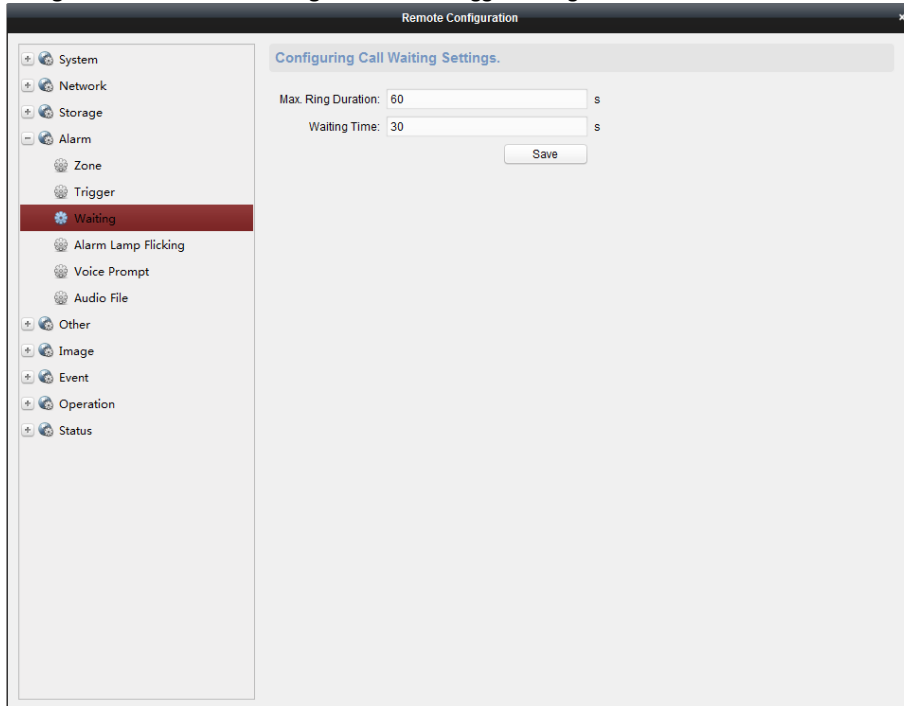 Remote Configuration
×
System
Network
Storage
Alarm
Zone
Trigger
Waiting
Alarm Lamp Flicking
Voice Prompt
Audio File
Other
Image
Event
Operation
Status
Configuring Call Waiting Settings.
Max. Ring Duration: 60 s
Waiting Time: 30 s
Save